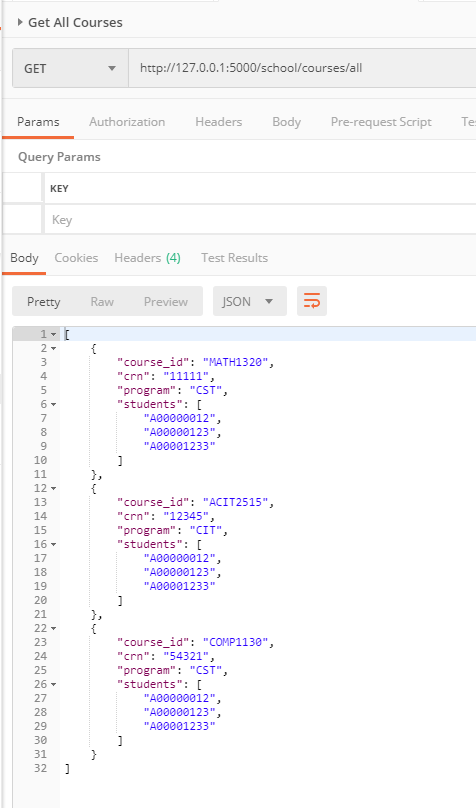 Get All Courses
GET http://127.0.0.1:5000/school/courses/all
Params Authorization Headers Body Pre-request Script
Query Params
KEY
Key
Body Cookies Headers (4) Test Results
Pretty Raw Preview JSON
1 [
2 {
3 "course_id": "MATH1320",
4 "crn": "11111",
5 "program": "CST",
6 "students": [
7 "A00000012",
8 "A00000123",
9 "A00001233"
10 ]
11 },
12 {
13 "course_id": "ACIT2515",
14 "crn": "12345",
15 "program": "CIT",
16 "students": [
17 "A00000012",
18 "A00000123",
19 "A00001233"
20 ]
21 },
22 {
23 "course_id": "COMP1130",
24 "crn": "54321",
25 "program": "CST",
26 "students": [
27 "A00000012",
28 "A00000123",
29 "A00001233"
30 ]
31 }
32 ]